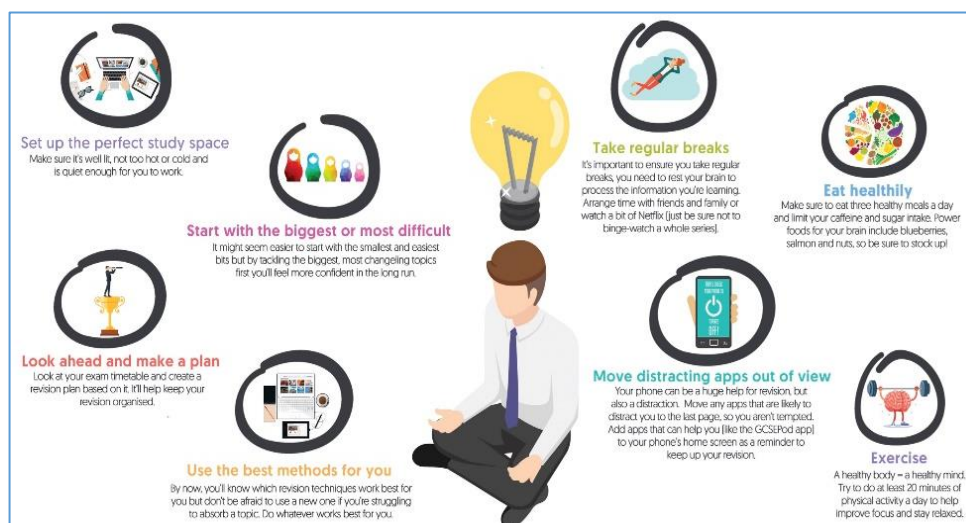 Set up the perfect study space
Make sure it's well lit, not too hot or cold and
is quiet enough for you to work.
Start with the biggest or most difficult
It might seem easier to start with the smallest and easiest
bits but by tackling the biggest, most changeling topics
first you'll feel more confident in the long run.
Look ahead and make a plan
Look at your exam timetable and create a
revision plan based on it. It'll help keep your
revision organised.
Use the best methods for you
By now, you'll know which revision techniques work best for
you but don't be afraid to use a new one if you're struggling
to absorb a topic. Do whatever works best for you.
Take regular breaks
It's important to ensure you take regular
breaks, you need to rest your brain to
process the information you're learning.
Arrange time with friends and family or
watch a bit of Netflix (just be sure not to
binge-watch a whole series).
Eat healthily
Make sure to eat three healthy meals a day
and limit your caffeine and sugar intake. Power
foods for your brain include blueberries,
salmon and nuts, so be sure to stock up!
Move distracting apps out of view
Your phone can be a huge help for revision, but
also a distraction. Move any apps that are likely to
distract you to the last page, so you aren't tempted.
Add apps that can help you (like the GCSEPod app)
to your phone's home screen as a reminder to
keep up your revision.
Exercise
A healthy body – a healthy mind.
Try to do at least 20 minutes of
physical activity a day to help
improve focus and stay relaxed.